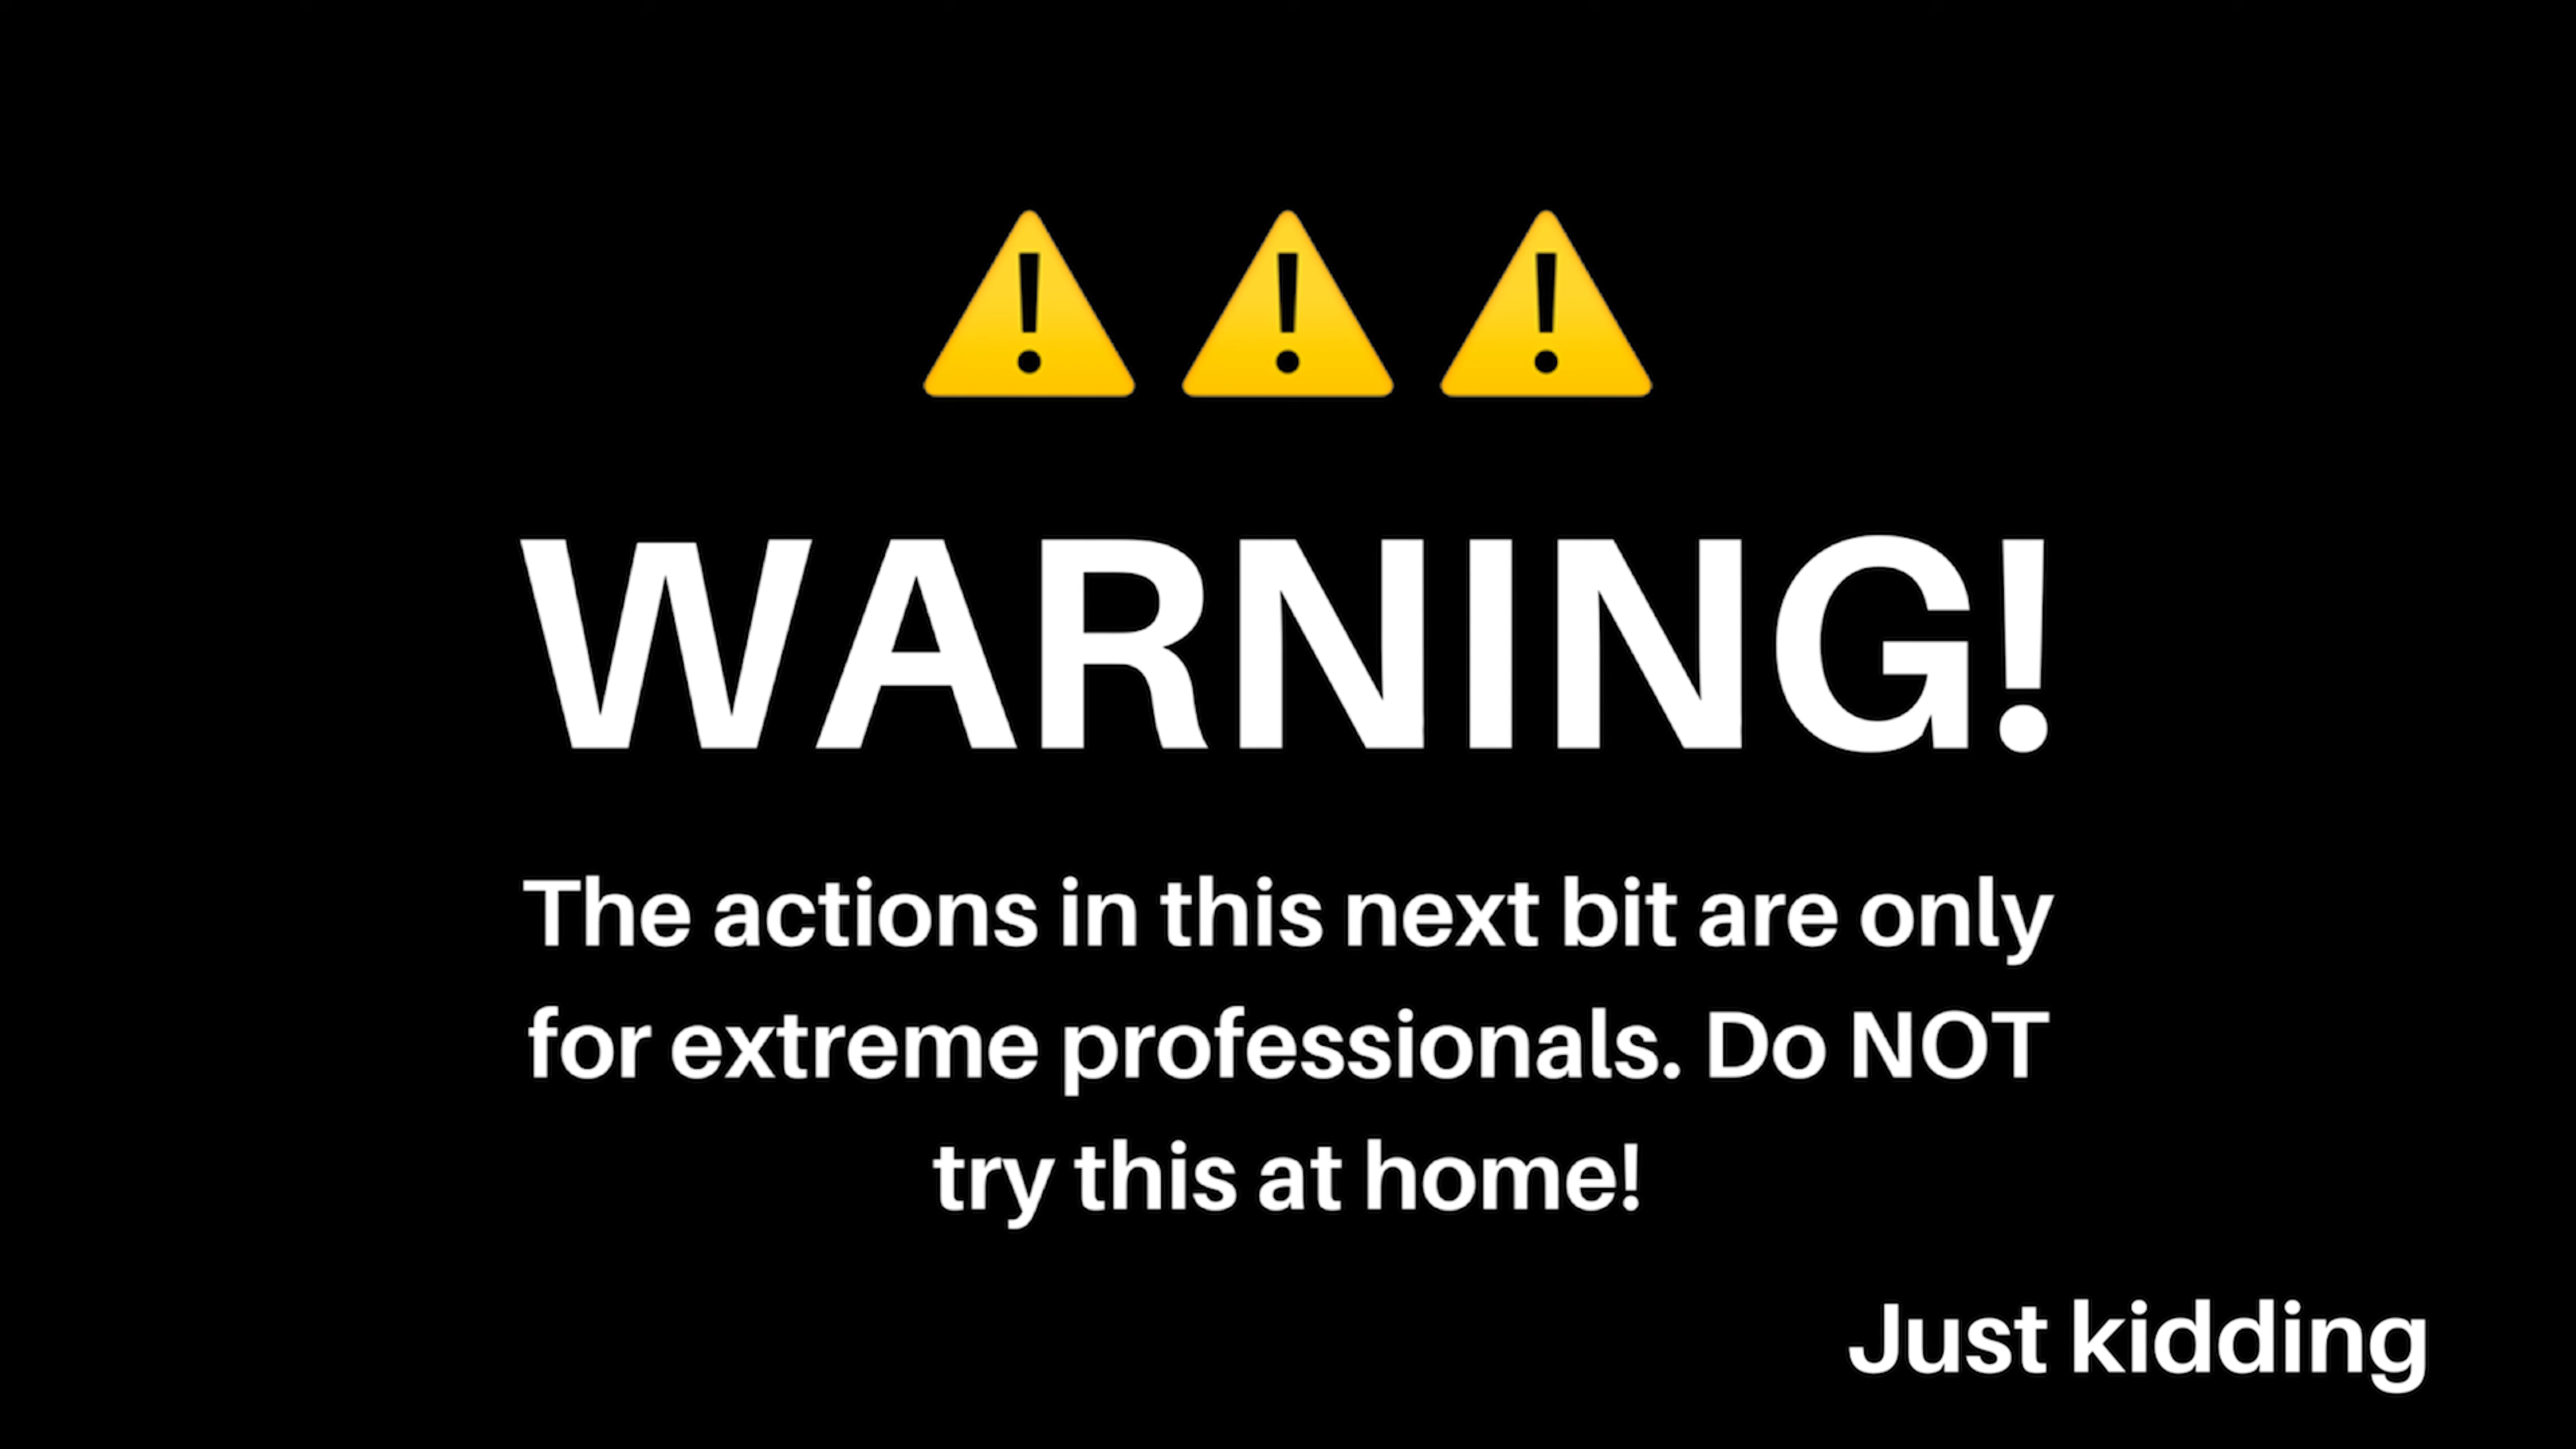 ⚠️⚠️⚠️
WARNING!
The actions in this next bit are only
for extreme professionals. Do NOT
try this at home!
Just kidding